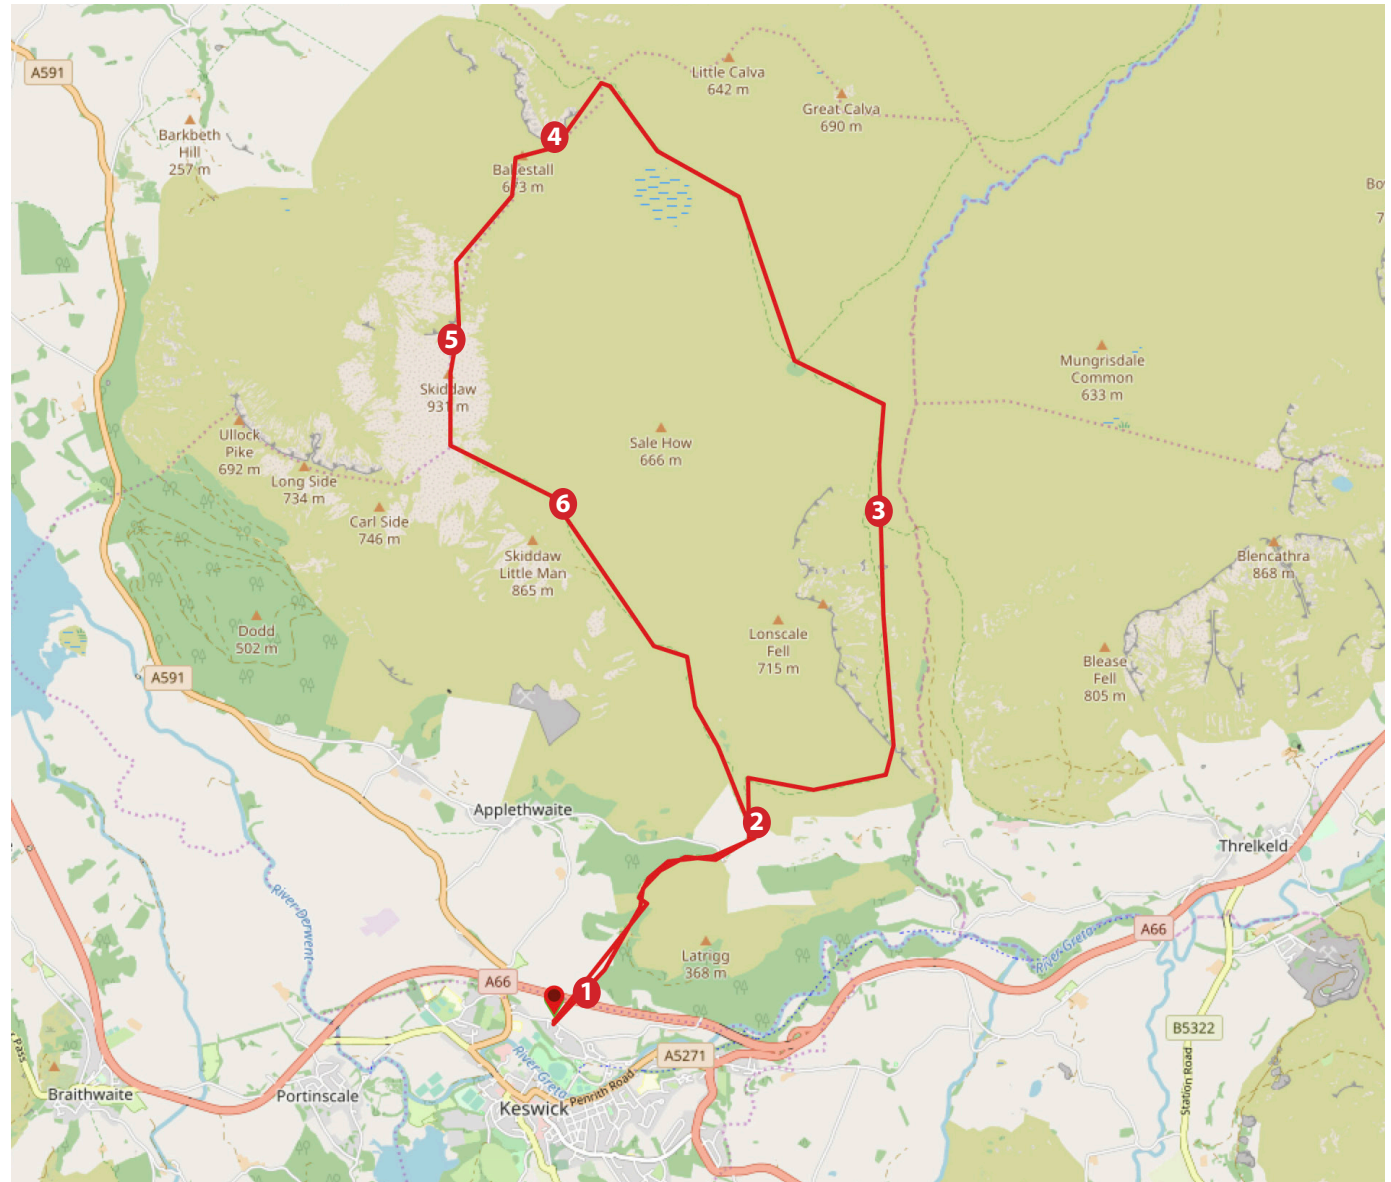 Little Calva
642 m
A591
Great Calva
690 m
Barkbeth
Hill
257 m
4
673 m
5
Mungrisdale
Common
633 m
Skiddaw
931 m
Ullock
Pike
692 m
Sale How
666 m
Long Side
734 m
6
3
Carl Side
746 m
Skiddaw
Little Man
865 m
Blencathra
868 m
Dodd
502 m
Lonscale
Fell
715 m
Blease
Fell
805 m
A591
Applethwaite
2
Threlkeld
River Derwent
A66
River Greta
Latrigg
368 m
A66
1
B5322
River Greta
A5271
Pass
Braithwaite
Portinscale
Penrith Road
Keswick
Station Road